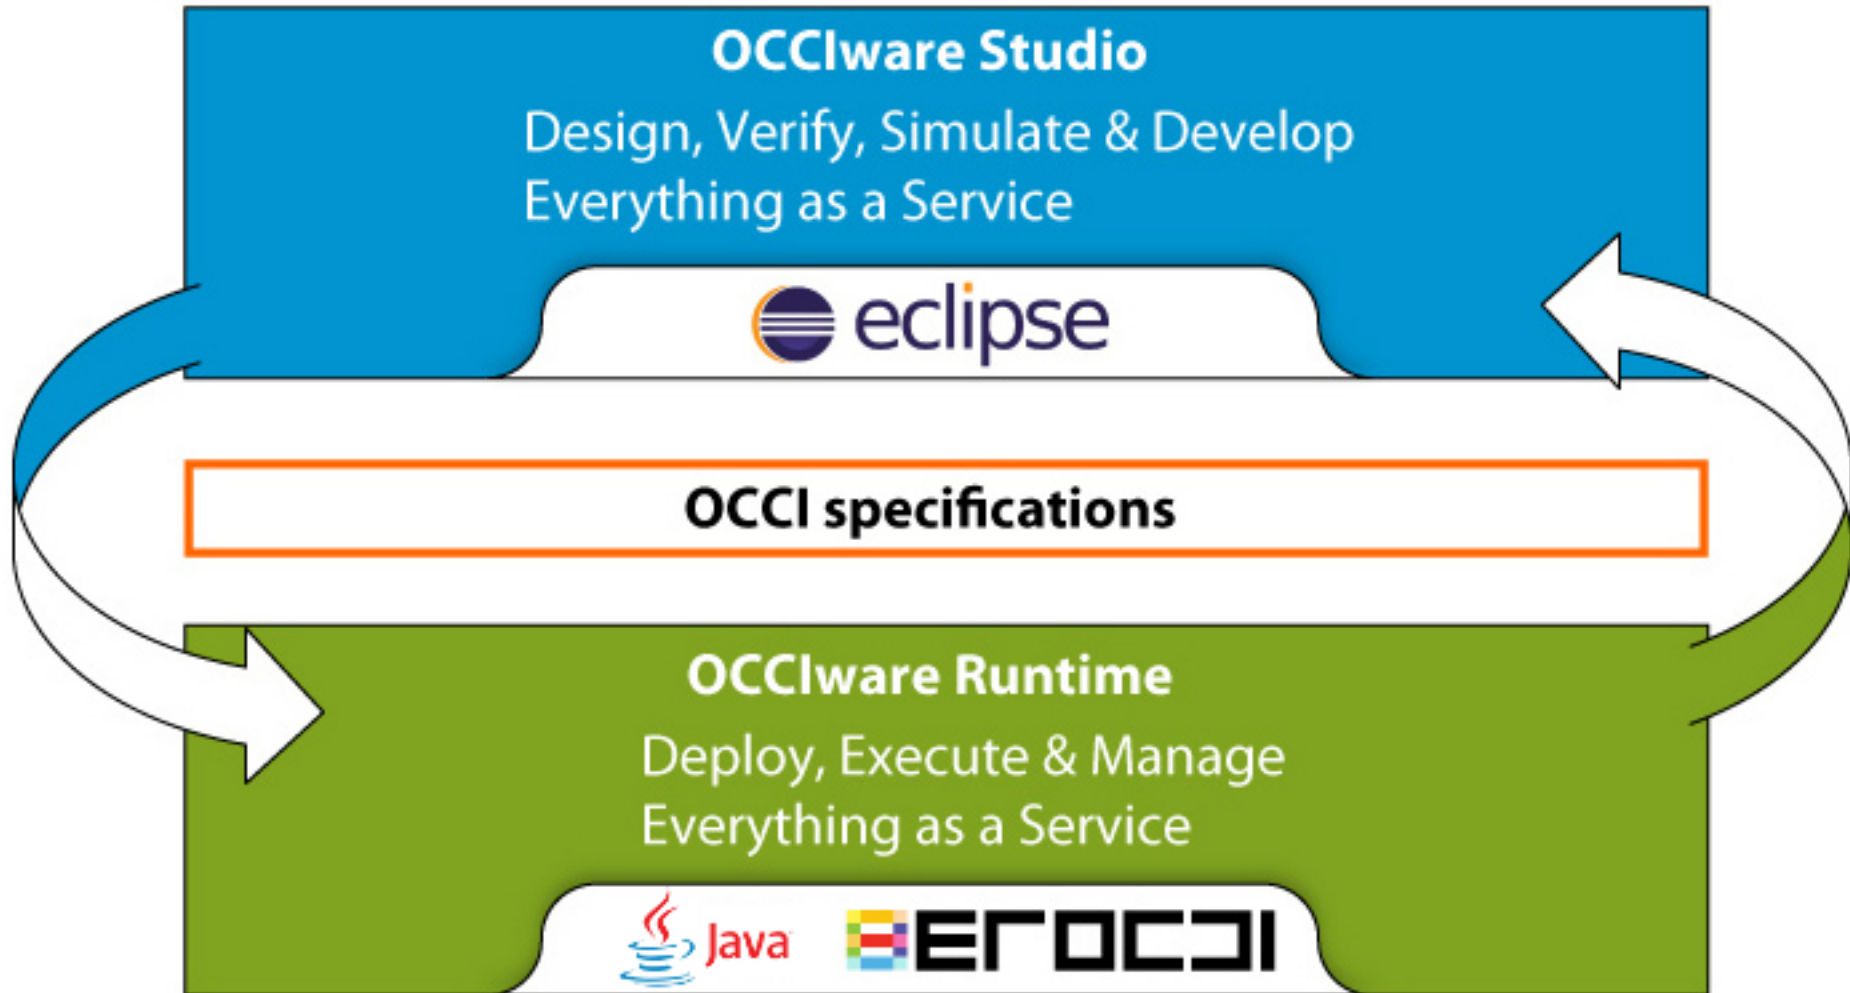 OCCIware Studio
Design, Verify, Simulate & Develop
Everything as a Service
eclipse
OCCI specifications
OCCIware Runtime
Deploy, Execute & Manage
Everything as a Service
Java erocci